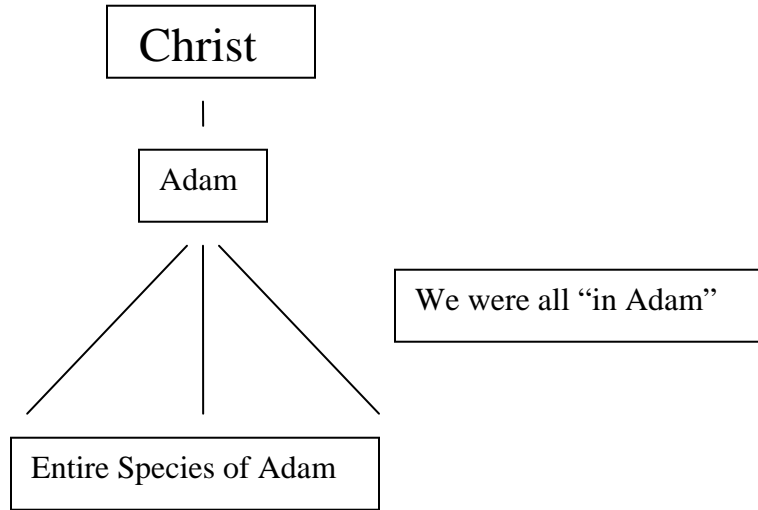 Christ
Adam
We were all “in Adam”
Entire Species of Adam